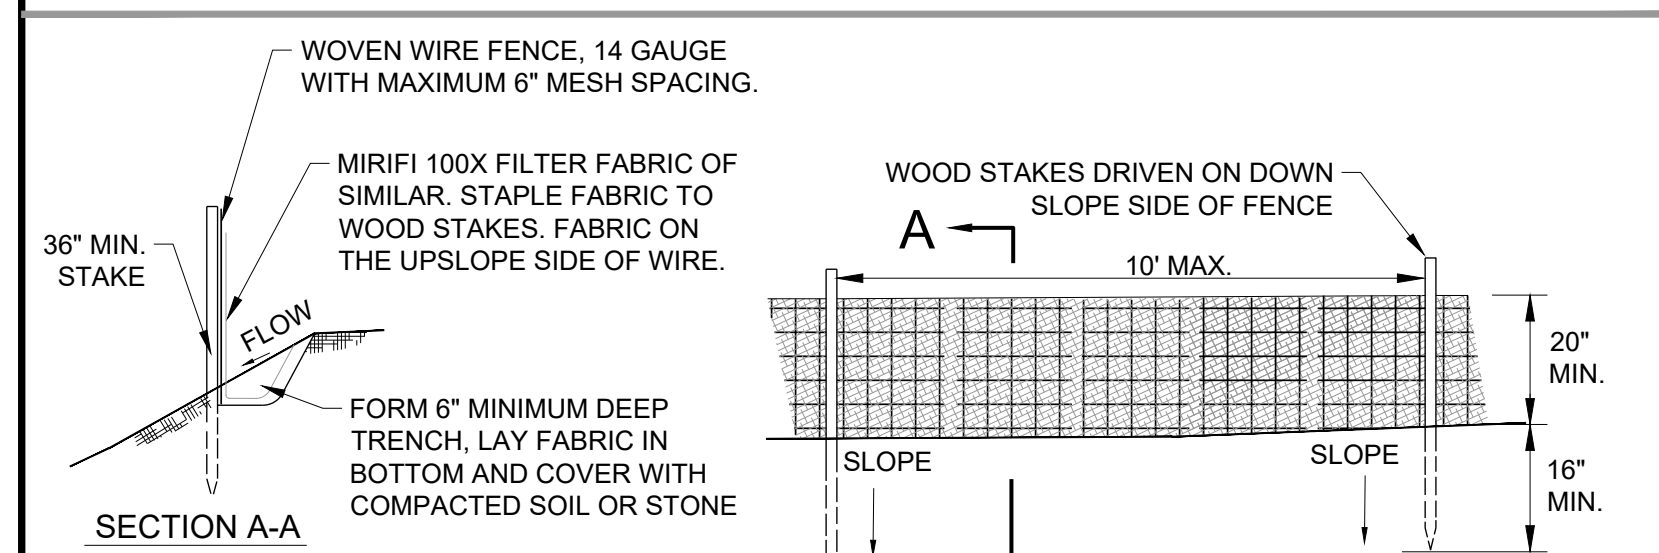 WOVEN WIRE FENCE, 14 GAUGE
WITH MAXIMUM 6" MESH SPACING.
MIRIFI 100X FILTER FABRIC OF
SIMILAR. STAPLE FABRIC TO
WOOD STAKES. FABRIC ON
THE UPSLOPE SIDE OF WIRE.
36" MIN.
STAKE
FLOW
FORM 6" MINIMUM DEEP
TRENCH, LAY FABRIC IN
BOTTOM AND COVER WITH
COMPACTED SOIL OR STONE
SECTION A-A
WOOD STAKES DRIVEN ON DOWN
SLOPE SIDE OF FENCE
A
10' MAX.
20"
MIN.
SLOPE
SLOPE
16"
MIN.